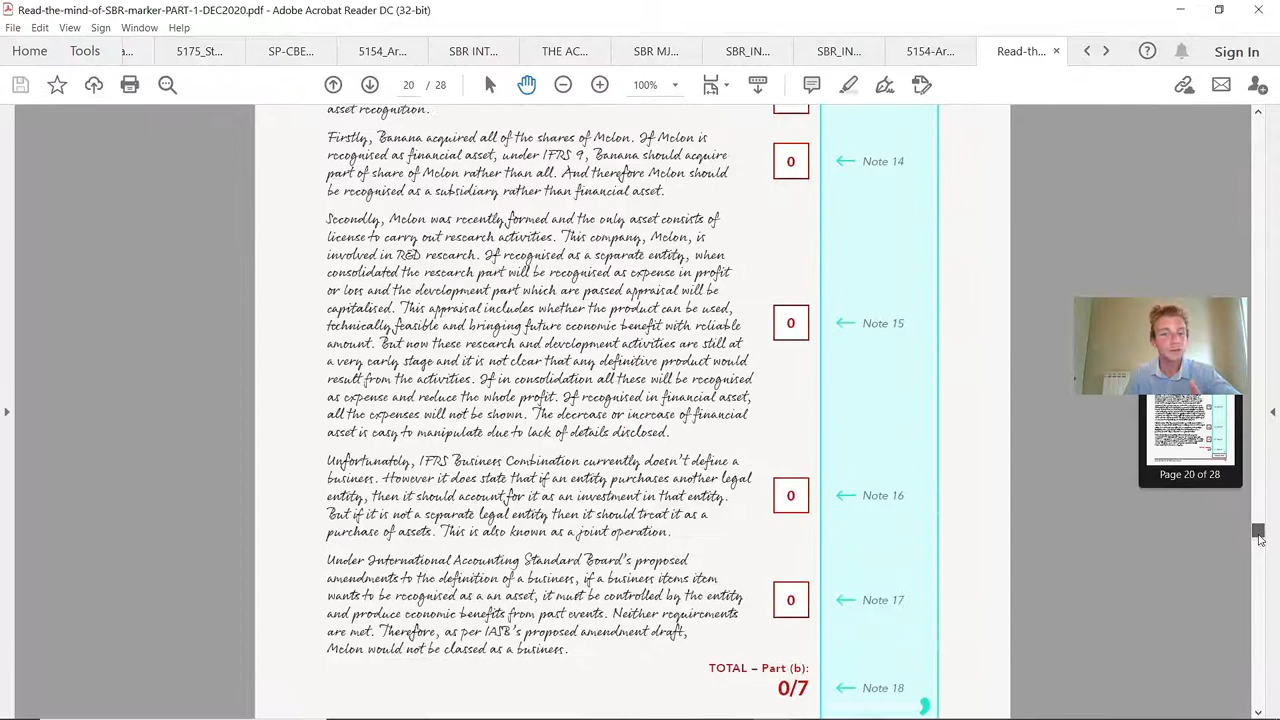 Read-the-mind-of-SBR-marker-PART-1-DEC2020.pdf - Adobe Acrobat Reader DC (32-bit)
File Edit View Sign Window Help
Home Tools a... 5175_St... SP-CBE... 5154_Ar... SBR INT... THE AC... SBR MJ... SBR_IN... SBR_IN... 5154-Ar... Read-th... × ? Sign In
20 / 28 100%
asset recognition.
Firstly, Banana acquired all of the shares of Melon. If Melon is
recognised as financial asset, under IFRS 9, Banana should acquire
part of share of Melon rather than all. And therefore Melon should
be recognised as a subsidiary rather than financial asset.
0 ← Note 14
Secondly, Melon was recently formed and the only asset consists of
license to carry out research activities. This company, Melon, is
involved in R&D research. If recognised as a separate entity, when
consolidated the research part will be recognised as expense in profit
or loss and the development part which are passed appraisal will be
capitalised. This appraisal includes whether the product can be used,
technically feasible and bringing future economic benefit with reliable
amount. But now these research and development activities are still at
a very early stage and it is not clear that any definitive product would
result from the activities. If in consolidation all these will be recognised
as expense and reduce the whole profit. If recognised in financial asset,
all the expenses will not be shown. The decrease or increase of financial
asset is easy to manipulate due to lack of details disclosed.
0 ← Note 15
Unfortunately, IFRS Business Combination currently doesn't define a
business. However it does state that if an entity purchases another legal
entity, then it should account for it as an investment in that entity.
But if it is not a separate legal entity then it should treat it as a
purchase of assets. This is also known as a joint operation.
0 ← Note 16
Under International Accounting Standard Board's proposed
amendments to the definition of a business, if a business items item
wants to be recognised as a an asset, it must be controlled by the entity
and produce economic benefits from past events. Neither requirements
are met. Therefore, as per IASB's proposed amendment draft,
Melon would not be classed as a business.
0 ← Note 17
TOTAL – Part (b):
0/7 ← Note 18
Page 20 of 28